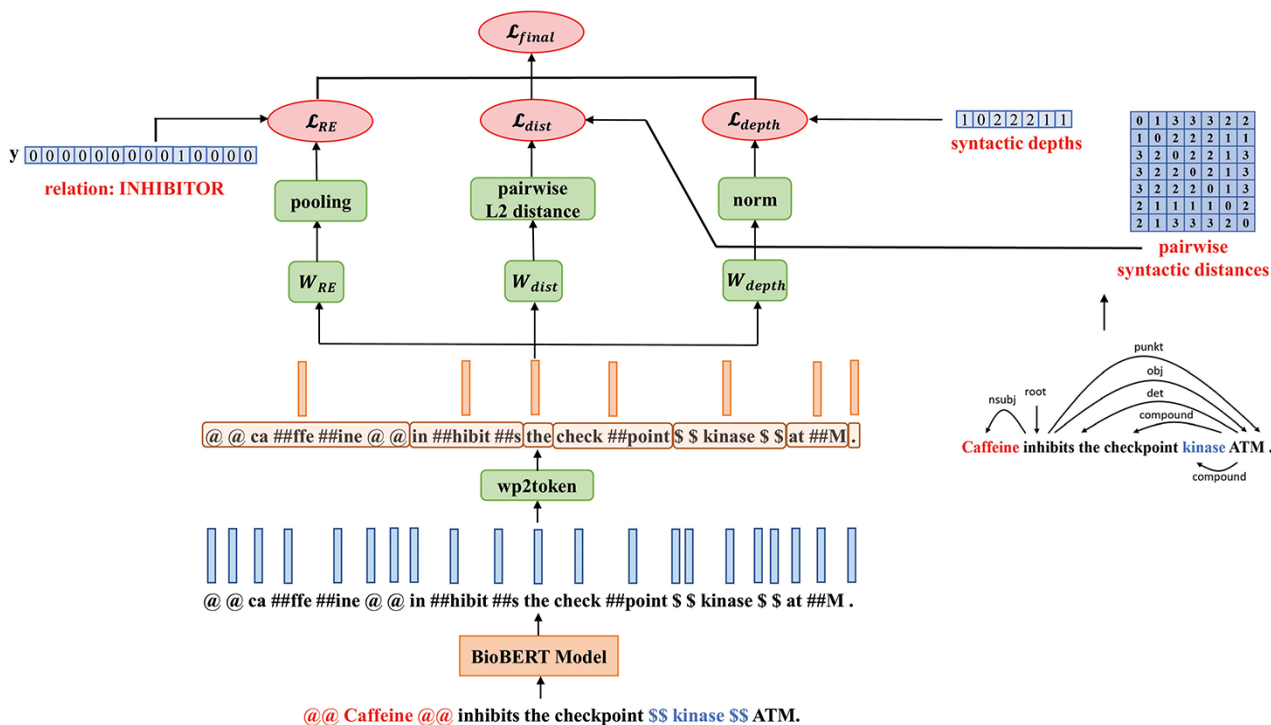 𝓛final
𝓛RE
𝓛dist
𝓛depth
1 0 2 2 2 1 1
syntactic depths
0 1 3 3 3 2 2
1 0 2 2 2 1 1
3 2 0 2 2 1 3
3 2 2 0 2 1 3
3 2 2 2 0 1 3
2 1 1 1 1 0 2
2 1 3 3 3 2 0
pairwise
syntactic distances
y 0 0 0 0 0 0 0 0 0 1 0 0 0 0
relation: INHIBITOR
pooling
pairwise
L2 distance
norm
WRE
Wdist
Wdepth
punkt
obj
det
compound
nsubj
root
Caffeine inhibits the checkpoint kinase ATM .
compound
@ @ ca ##ffe ##ine @ @ in ##hibit ##s the check ##point $ $ kinase $ $ at ##M .
wp2token
@ @ ca ##ffe ##ine @ @ in ##hibit ##s the check ##point $ $ kinase $ $ at ##M .
BioBERT Model
@@ Caffeine @@ inhibits the checkpoint $$ kinase $$ ATM.